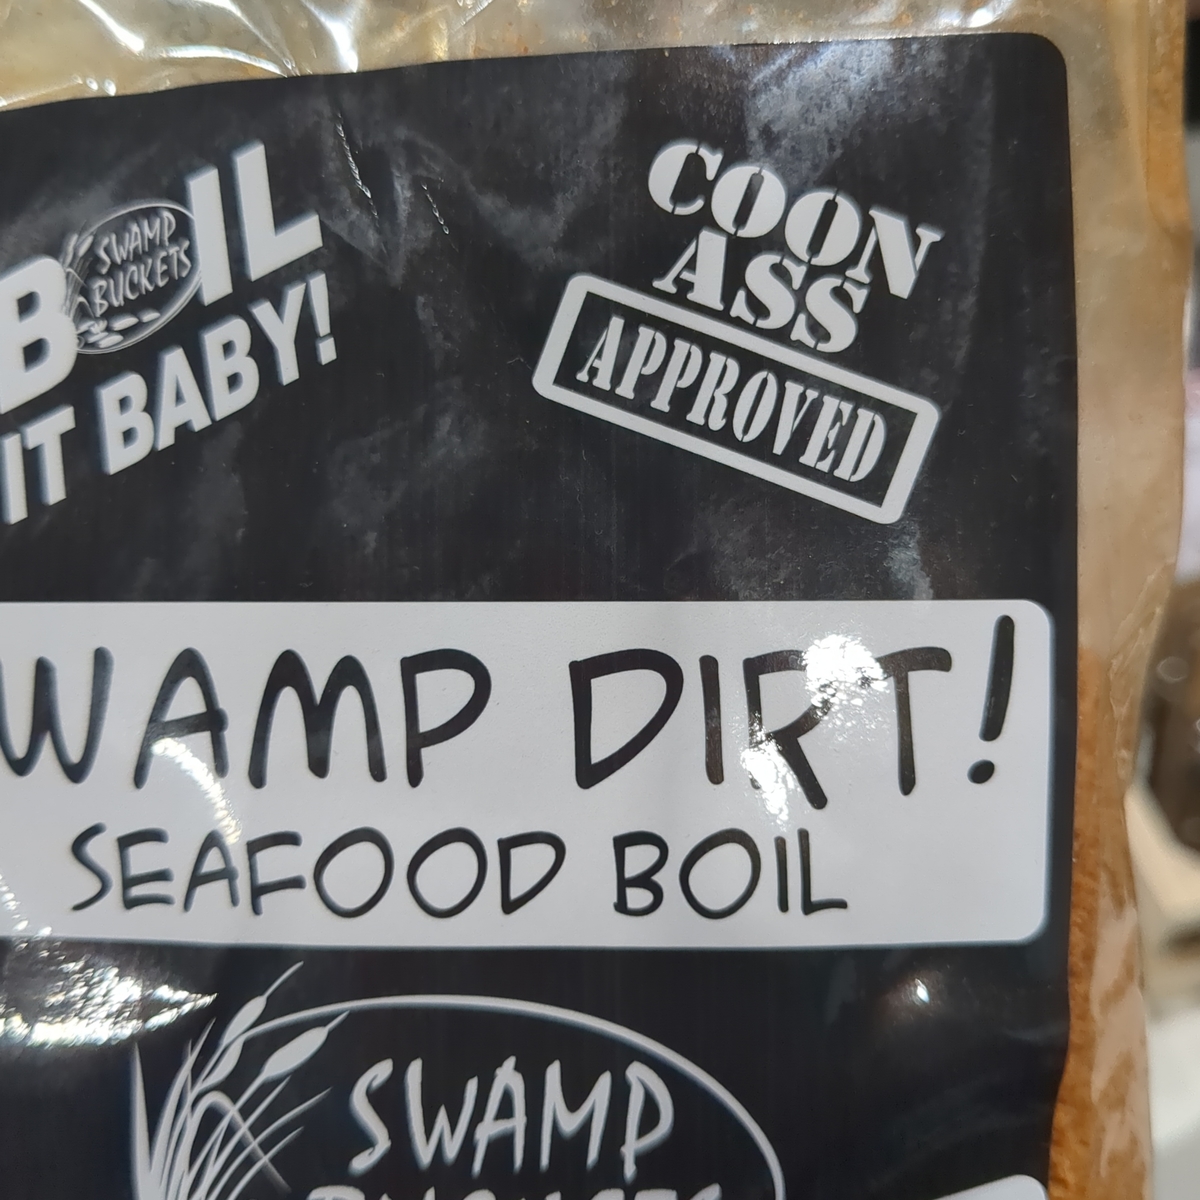 B IL
SWAMP
BUCKETS
IT BABY!
COON
ASS
APPROVED
WAMP DIRT!
SEAFOOD BOIL
SWAMP